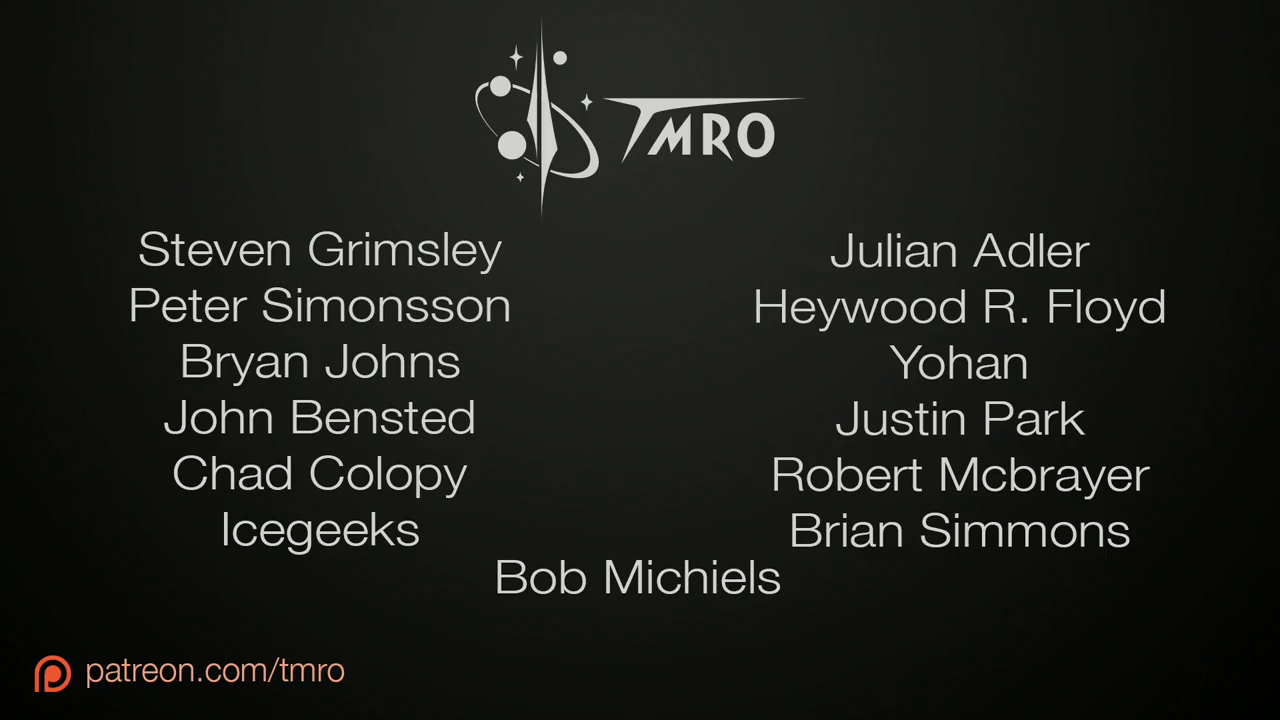 TMRO
Steven Grimsley
Peter Simonsson
Bryan Johns
John Bensted
Chad Colopy
Icegeeks
Julian Adler
Heywood R. Floyd
Yohan
Justin Park
Robert Mcbrayer
Brian Simmons
Bob Michiels
patreon.com/tmro